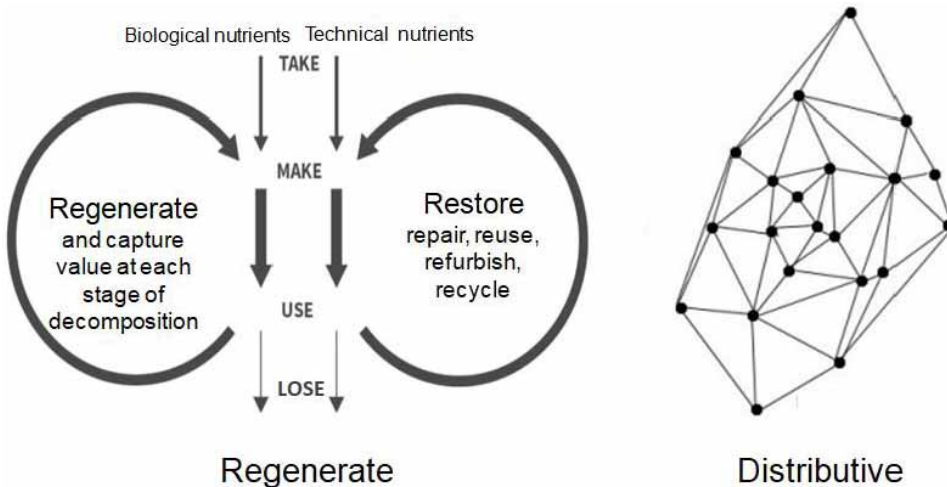 Biological nutrients Technical nutrients
TAKE
MAKE
Regenerate
and capture
value at each
stage of
decomposition
Restore
repair, reuse,
refurbish,
recycle
USE
LOSE
Regenerate
Distributive